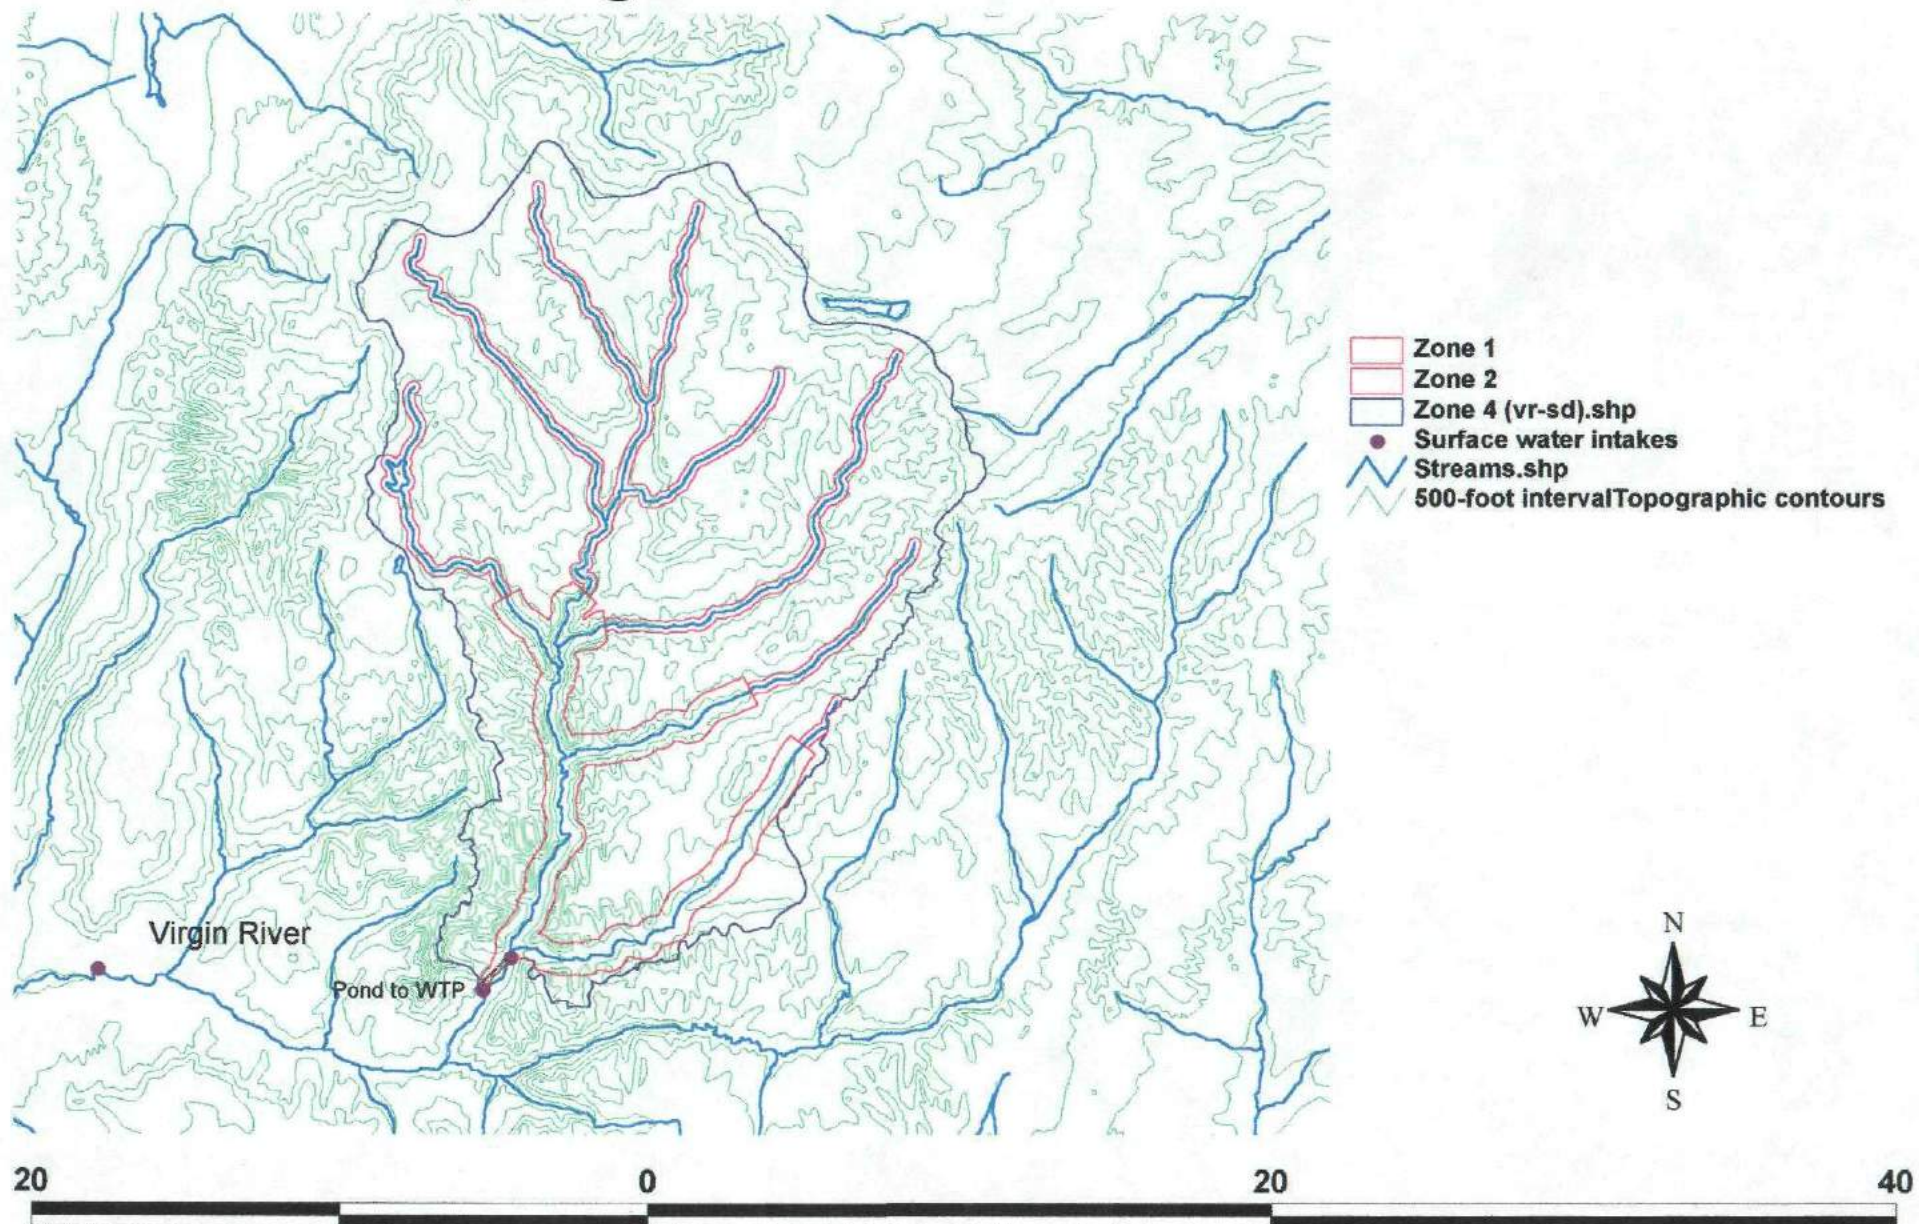 Zone 1
Zone 2
Zone 4 (vr-sd).shp
Surface water intakes
Streams.shp
500-foot intervalTopographic contours
Virgin River
Pond to WTP
N
W
E
S
20
0
20
40